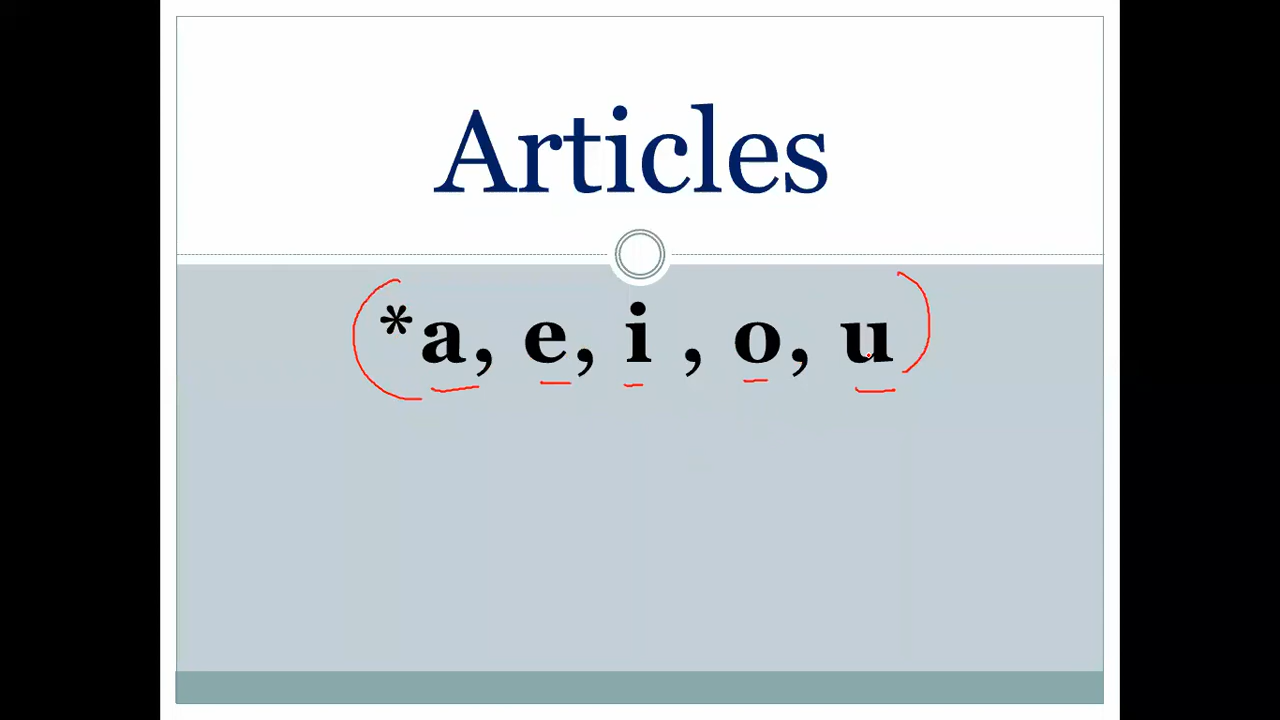 Articles
*a, e, i , o, u